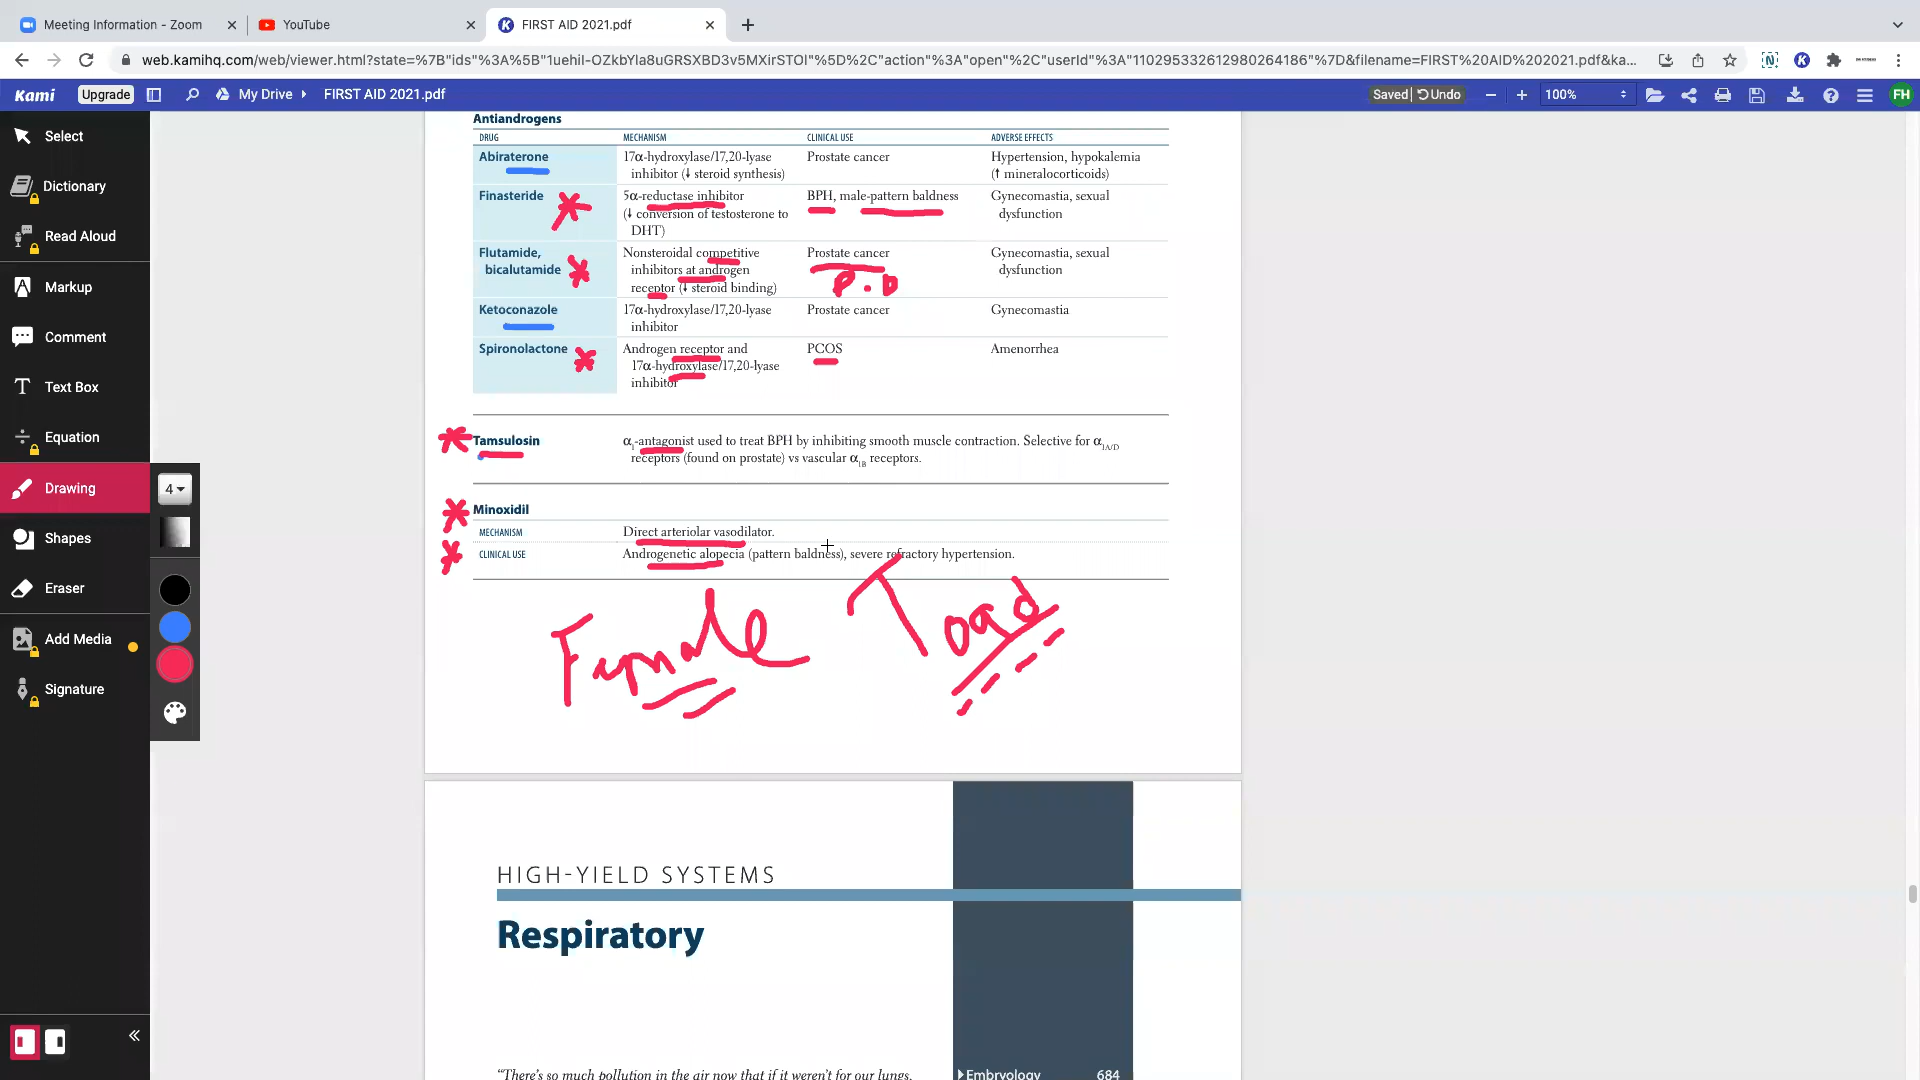 Meeting Information - Zoom
YouTube
FIRST AID 2021.pdf
web.kamihq.com/web/viewer.html?state=%7B"ids"%3A%5B"1uehil-OZkbYla8uGRSXBD3v5MXirSTOl"%5D%2C"action"%3A"open"%2C"userId"%3A"110295332612980264186"%7D&filename=FIRST%20AID%202021.pdf&ka...
Kami
Upgrade
My Drive
FIRST AID 2021.pdf
Saved| Undo
100%
FH
Select
Dictionary
Read Aloud
Markup
Comment
Text Box
Equation
Drawing
Shapes
Eraser
Add Media
Signature
4
Antiandrogens
DRUG MECHANISM CLINICAL USE ADVERSE EFFECTS
Abiraterone 17α-hydroxylase/17,20-lyase Prostate cancer Hypertension, hypokalemia
inhibitor (↓ steroid synthesis) (↑ mineralocorticoids)
Finasteride 5α-reductase inhibitor BPH, male-pattern baldness Gynecomastia, sexual
(↓ conversion of testosterone to dysfunction
DHT)
Flutamide, Nonsteroidal competitive Prostate cancer Gynecomastia, sexual
bicalutamide inhibitors at androgen dysfunction
receptor (↓ steroid binding)
Ketoconazole 17α-hydroxylase/17,20-lyase Prostate cancer Gynecomastia
inhibitor
Spironolactone Androgen receptor and PCOS Amenorrhea
17α-hydroxylase/17,20-lyase
inhibitor
Tamsulosin α1-antagonist used to treat BPH by inhibiting smooth muscle contraction. Selective for α1A/D
receptors (found on prostate) vs vascular α1B receptors.
Minoxidil
MECHANISM Direct arteriolar vasodilator.
CLINICAL USE Androgenetic alopecia (pattern baldness), severe refractory hypertension.
Female Toad
HIGH-YIELD SYSTEMS
Respiratory
"There's so much pollution in the air now that if it weren't for our lungs,
Embryology 684